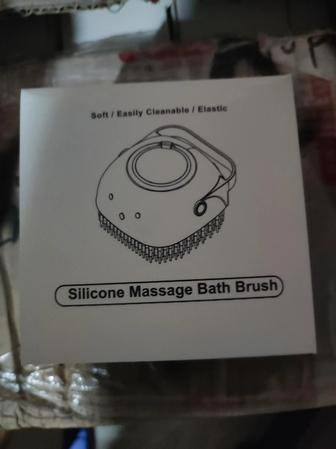 Soft / Easily Cleanable / Elastic
Silicone Massage Bath Brush